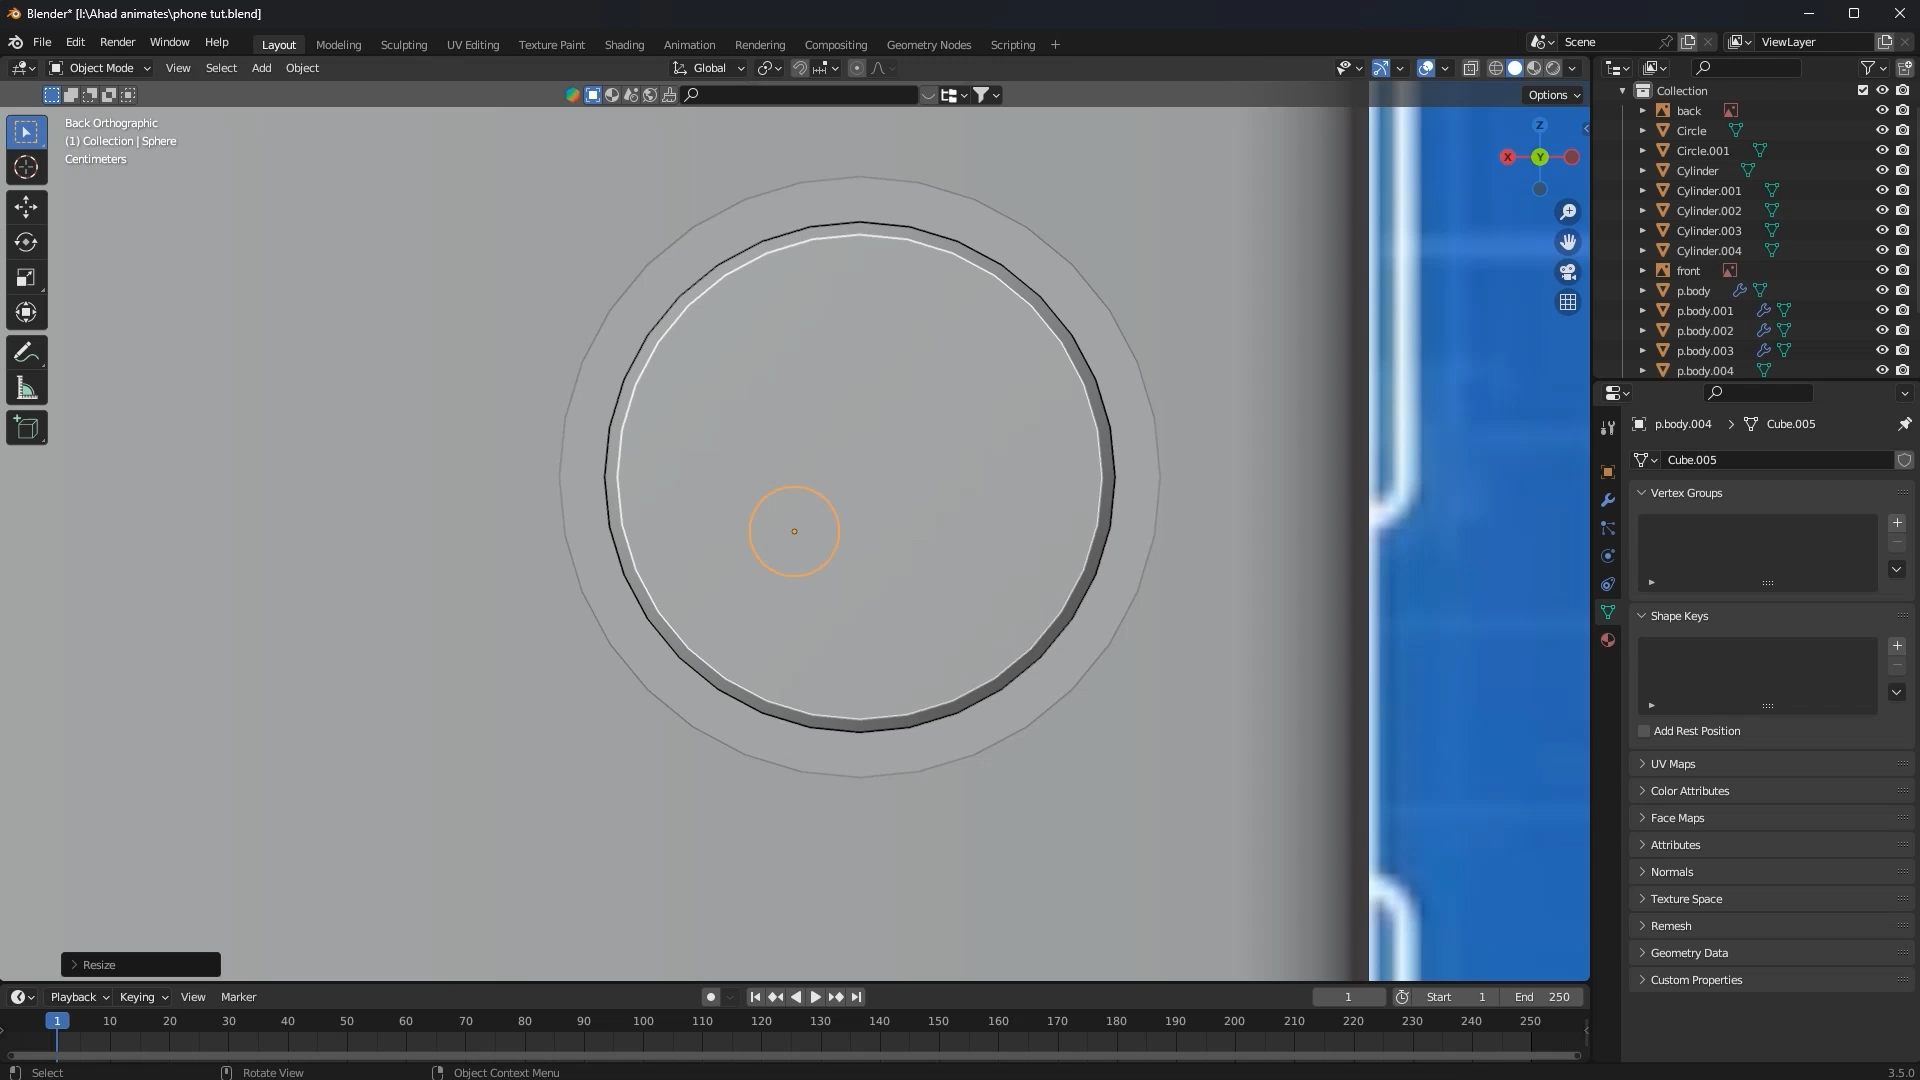 Blender* [I:\Ahad animates\phone tut.blend]
File Edit Render Window Help
Layout Modeling Sculpting UV Editing Texture Paint Shading Animation Rendering Compositing Geometry Nodes Scripting +
Scene
ViewLayer
Object Mode View Select Add Object
Global
Options
Back Orthographic
(1) Collection | Sphere
Centimeters
Z
X
Y
Resize
Collection
back
Circle
Circle.001
Cylinder
Cylinder.001
Cylinder.002
Cylinder.003
Cylinder.004
front
p.body
p.body.001
p.body.002
p.body.003
p.body.004
p.body.004 > Cube.005
Cube.005
Vertex Groups
Shape Keys
Add Rest Position
UV Maps
Color Attributes
Face Maps
Attributes
Normals
Texture Space
Remesh
Geometry Data
Custom Properties
Playback Keying View Marker
1 Start 1 End 250
1 10 20 30 40 50 60 70 80 90 100 110 120 130 140 150 160 170 180 190 200 210 220 230 240 250
Select Rotate View Object Context Menu 3.5.0